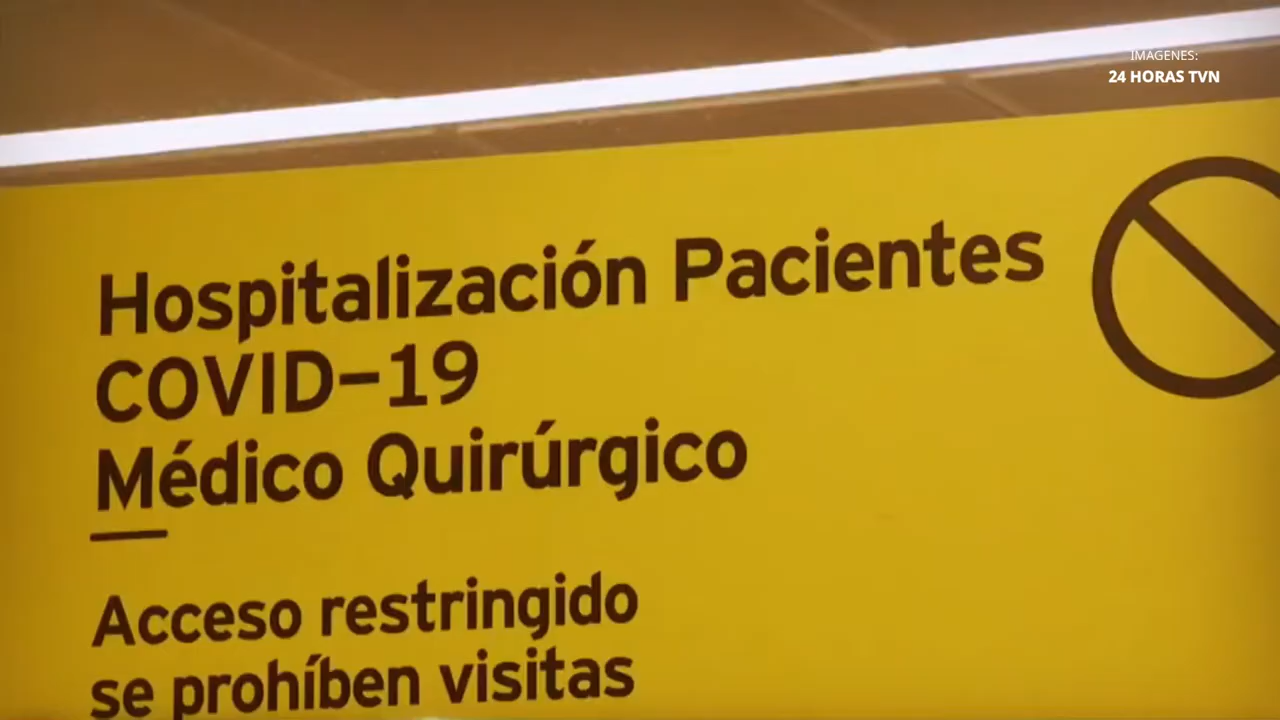 IMAGENES:
24 HORAS TVN
Hospitalización Pacientes
COVID-19
Médico Quirúrgico
Acceso restringido
se prohíben visitas